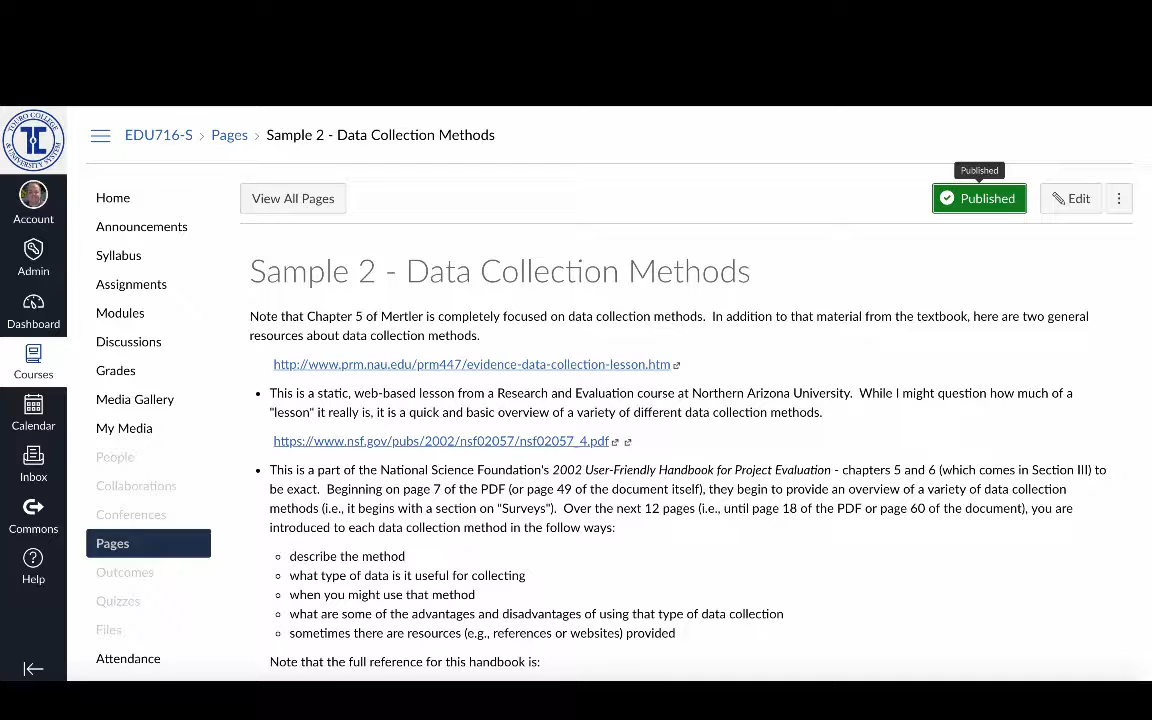 TOURO COLLEGE
& UNIVERSITY SYSTEM
EDU716-S > Pages > Sample 2 - Data Collection Methods
Account
Admin
Dashboard
Courses
Calendar
Inbox
Commons
Help
Home
Announcements
Syllabus
Assignments
Modules
Discussions
Grades
Media Gallery
My Media
People
Collaborations
Conferences
Pages
Outcomes
Quizzes
Files
Attendance
View All Pages
Published
Published
Edit
Sample 2 - Data Collection Methods
Note that Chapter 5 of Mertler is completely focused on data collection methods. In addition to that material from the textbook, here are two general
resources about data collection methods.
http://www.prm.nau.edu/prm447/evidence-data-collection-lesson.htm
• This is a static, web-based lesson from a Research and Evaluation course at Northern Arizona University. While I might question how much of a
"lesson" it really is, it is a quick and basic overview of a variety of different data collection methods.
https://www.nsf.gov/pubs/2002/nsf02057/nsf02057_4.pdf
• This is a part of the National Science Foundation's 2002 User-Friendly Handbook for Project Evaluation - chapters 5 and 6 (which comes in Section III) to
be exact. Beginning on page 7 of the PDF (or page 49 of the document itself), they begin to provide an overview of a variety of data collection
methods (i.e., it begins with a section on "Surveys"). Over the next 12 pages (i.e., until page 18 of the PDF or page 60 of the document), you are
introduced to each data collection method in the follow ways:
◦ describe the method
◦ what type of data is it useful for collecting
◦ when you might use that method
◦ what are some of the advantages and disadvantages of using that type of data collection
◦ sometimes there are resources (e.g., references or websites) provided
Note that the full reference for this handbook is: